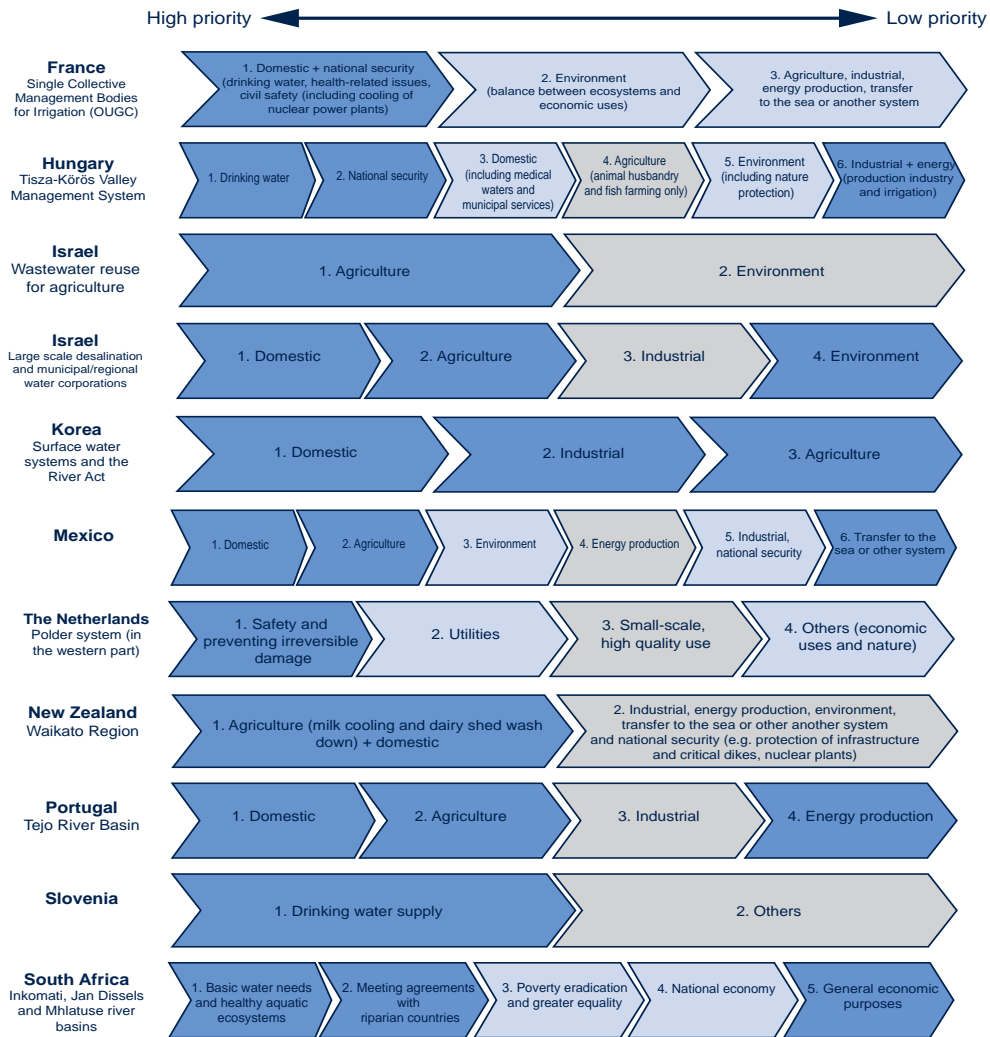 High priority
Low priority
France
Single Collective
Management Bodies
for Irrigation (OUGC)
1. Domestic + national security
(drinking water, health-related issues,
civil safety (including cooling of
nuclear power plants)
2. Environment
(balance between ecosystems and
economic uses)
3. Agriculture, industrial,
energy production, transfer
to the sea or another system
Hungary
Tisza-Körös Valley
Management System
1. Drinking water
2. National security
3. Domestic
(including medical
waters and
municipal services)
4. Agriculture
(animal husbandry
and fish farming only)
5. Environment
(including nature
protection)
6. Industrial + energy
(production industry
and irrigation)
Israel
Wastewater reuse
for agriculture
1. Agriculture
2. Environment
Israel
Large scale desalination
and municipal/regional
water corporations
1. Domestic
2. Agriculture
3. Industrial
4. Environment
Korea
Surface water
systems and the
River Act
1. Domestic
2. Industrial
3. Agriculture
Mexico
1. Domestic
2. Agriculture
3. Environment
4. Energy production
5. Industrial,
national security
6. Transfer to the
sea or other system
The Netherlands
Polder system (in
the western part)
1. Safety and
preventing irreversible
damage
2. Utilities
3. Small-scale,
high quality use
4. Others (economic
uses and nature)
New Zealand
Waikato Region
1. Agriculture (milk cooling and dairy shed wash
down) + domestic
2. Industrial, energy production, environment,
transfer to the sea or other another system
and national security (e.g. protection of infrastructure
and critical dikes, nuclear plants)
Portugal
Tejo River Basin
1. Domestic
2. Agriculture
3. Industrial
4. Energy production
Slovenia
1. Drinking water supply
2. Others
South Africa
Inkomati, Jan Dissels
and Mhlatuse river
basins
1. Basic water needs
and healthy aquatic
ecosystems
2. Meeting agreements
with
riparian countries
3. Poverty eradication
and greater equality
4. National economy
5. General economic
purposes